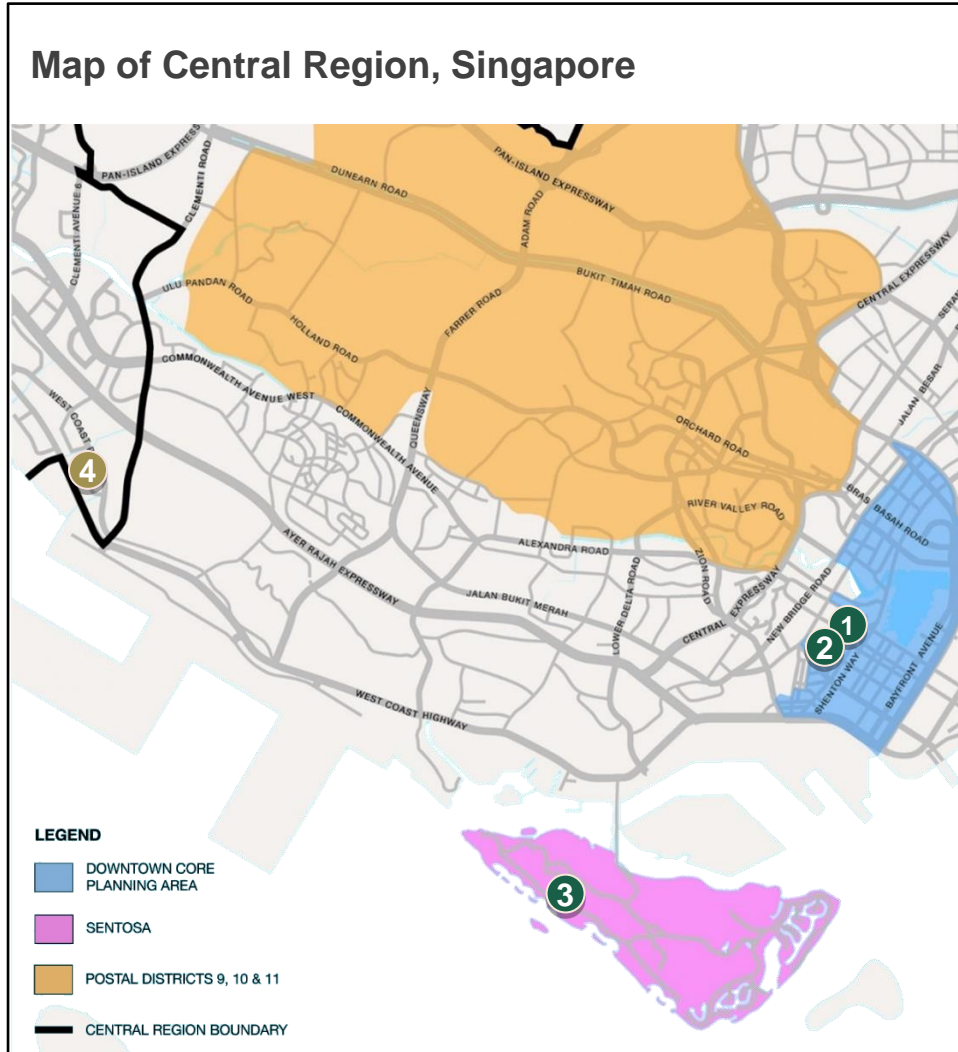 Map of Central Region, Singapore
PAN-ISLAND EXPRES
CLEMENTI ROAD
CLEMENTI AVENUE 6
DUNEARN ROAD
PAN-ISLAND EXPRESSWAY
ADAM ROAD
BUKIT TIMAH ROAD
CENTRAL EXPRESSWAY
SERAN
JALAN BESAR
ULU PANDAN ROAD
HOLLAND ROAD
FARRER ROAD
COMMONWEALTH AVENUE WEST
COMMONWEALTH AVENUE
QUEENSWAY
WEST COAST R
4
ORCHARD ROAD
BRAS BASAH ROAD
RIVER VALLEY ROAD
ALEXANDRA ROAD
ZION ROAD
AYER RAJAH EXPRESSWAY
JALAN BUKIT MERAH
LOWER DELTA ROAD
CENTRAL EXPRESSWAY
NEW BRIDGE ROAD
1
2
SHENTON WAY
BAYFRONT AVENUE
WEST COAST HIGHWAY
3
LEGEND
DOWNTOWN CORE
PLANNING AREA
SENTOSA
POSTAL DISTRICTS 9, 10 & 11
CENTRAL REGION BOUNDARY